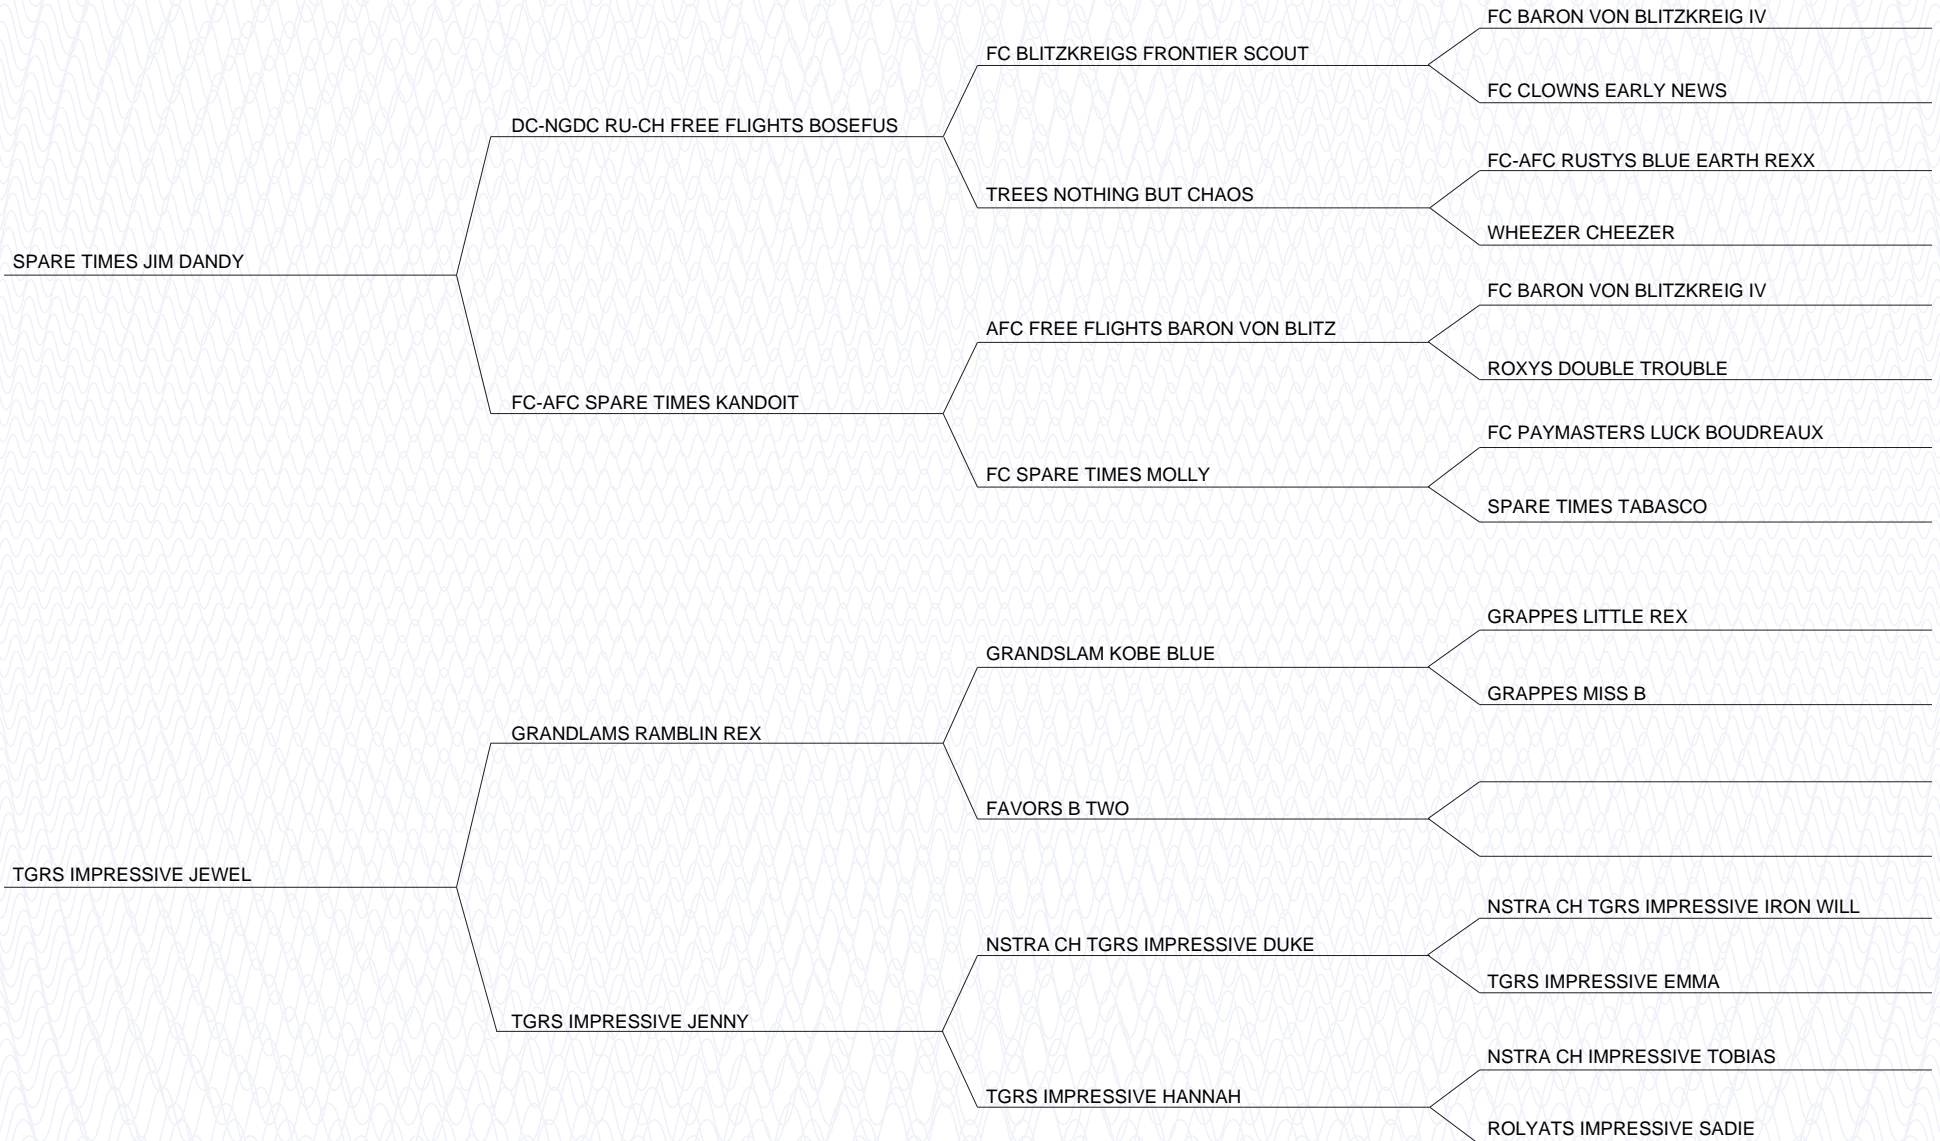 FC BARON VON BLITZKREIG IV
FC BLITZKREIGS FRONTIER SCOUT
FC CLOWNS EARLY NEWS
DC-NGDC RU-CH FREE FLIGHTS BOSEFUS
FC-AFC RUSTYS BLUE EARTH REXX
TREES NOTHING BUT CHAOS
WHEEZER CHEEZER
SPARE TIMES JIM DANDY
FC BARON VON BLITZKREIG IV
AFC FREE FLIGHTS BARON VON BLITZ
ROXYS DOUBLE TROUBLE
FC-AFC SPARE TIMES KANDOIT
FC PAYMASTERS LUCK BOUDREAUX
FC SPARE TIMES MOLLY
SPARE TIMES TABASCO
GRAPPES LITTLE REX
GRANDSLAM KOBE BLUE
GRAPPES MISS B
GRANDLAMS RAMBLIN REX
FAVORS B TWO
TGRS IMPRESSIVE JEWEL
NSTRA CH TGRS IMPRESSIVE IRON WILL
NSTRA CH TGRS IMPRESSIVE DUKE
TGRS IMPRESSIVE EMMA
TGRS IMPRESSIVE JENNY
NSTRA CH IMPRESSIVE TOBIAS
TGRS IMPRESSIVE HANNAH
ROLYATS IMPRESSIVE SADIE